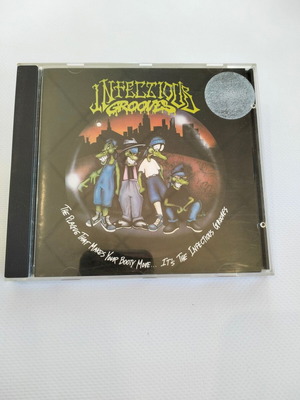 INFECTIOUS
GROOVES
THE PLAGUE THAT MAKES YOUR BOOTY MOVE... IT'S THE INFECTIOUS GROOVES